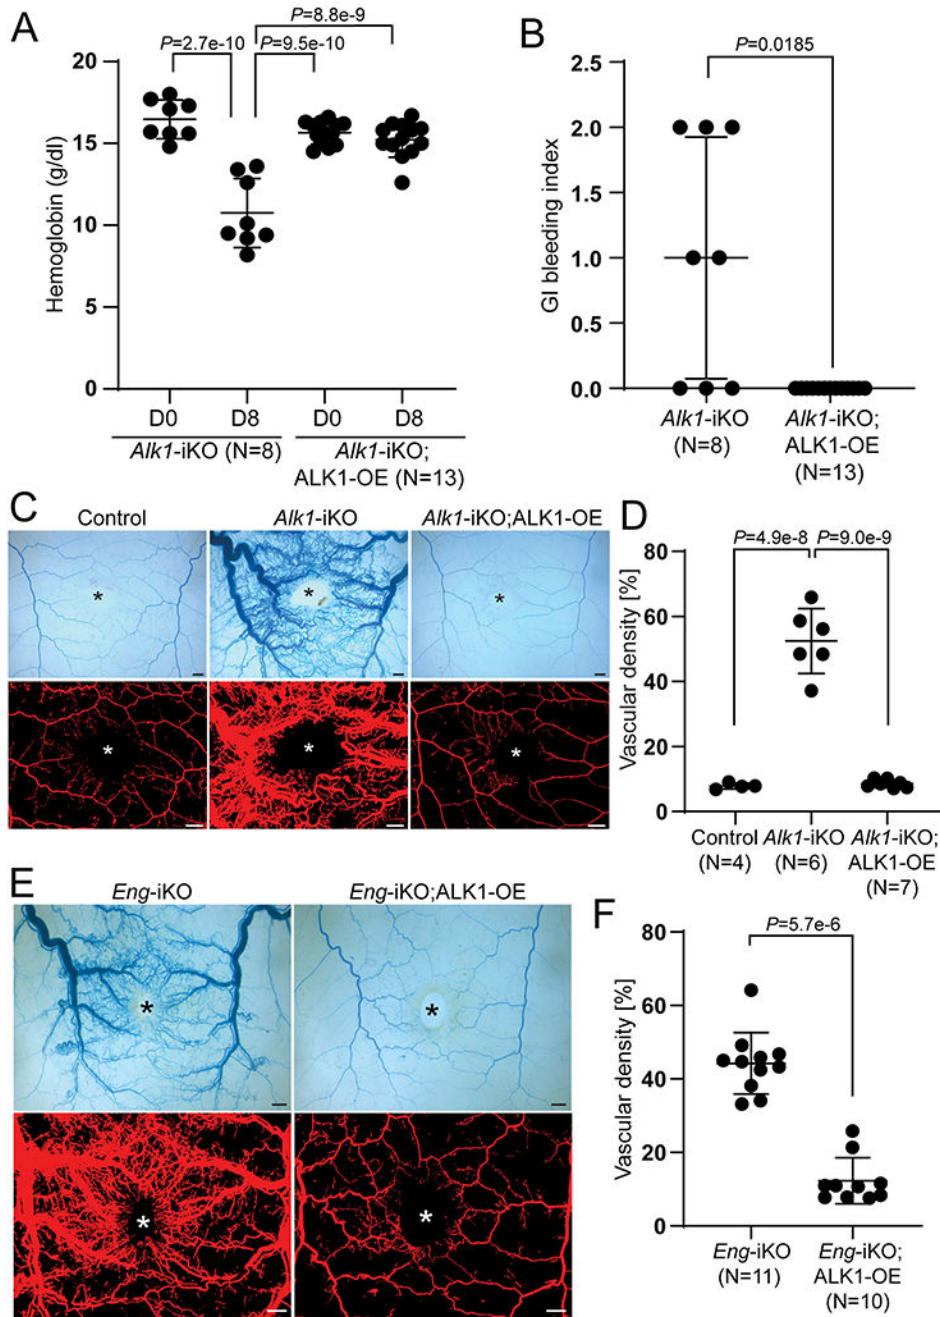 A
P=8.8e-9
P=2.7e-10
P=9.5e-10
Hemoglobin (g/dl)
20
15
10
5
0
D0
D8
D0
D8
Alk1-iKO (N=8)
Alk1-iKO;
ALK1-OE (N=13)
B
P=0.0185
GI bleeding index
2.5
2.0
1.5
1.0
0.5
0.0
Alk1-iKO
(N=8)
Alk1-iKO;
ALK1-OE
(N=13)
C
Control
Alk1-iKO
Alk1-iKO;ALK1-OE
*
*
*
*
*
*
D
P=4.9e-8
P=9.0e-9
Vascular density [%]
80
60
40
20
0
Control
(N=4)
Alk1-iKO
(N=6)
Alk1-iKO;
ALK1-OE
(N=7)
E
Eng-iKO
Eng-iKO;ALK1-OE
*
*
*
*
F
P=5.7e-6
Vascular density [%]
80
60
40
20
0
Eng-iKO
(N=11)
Eng-iKO;
ALK1-OE
(N=10)